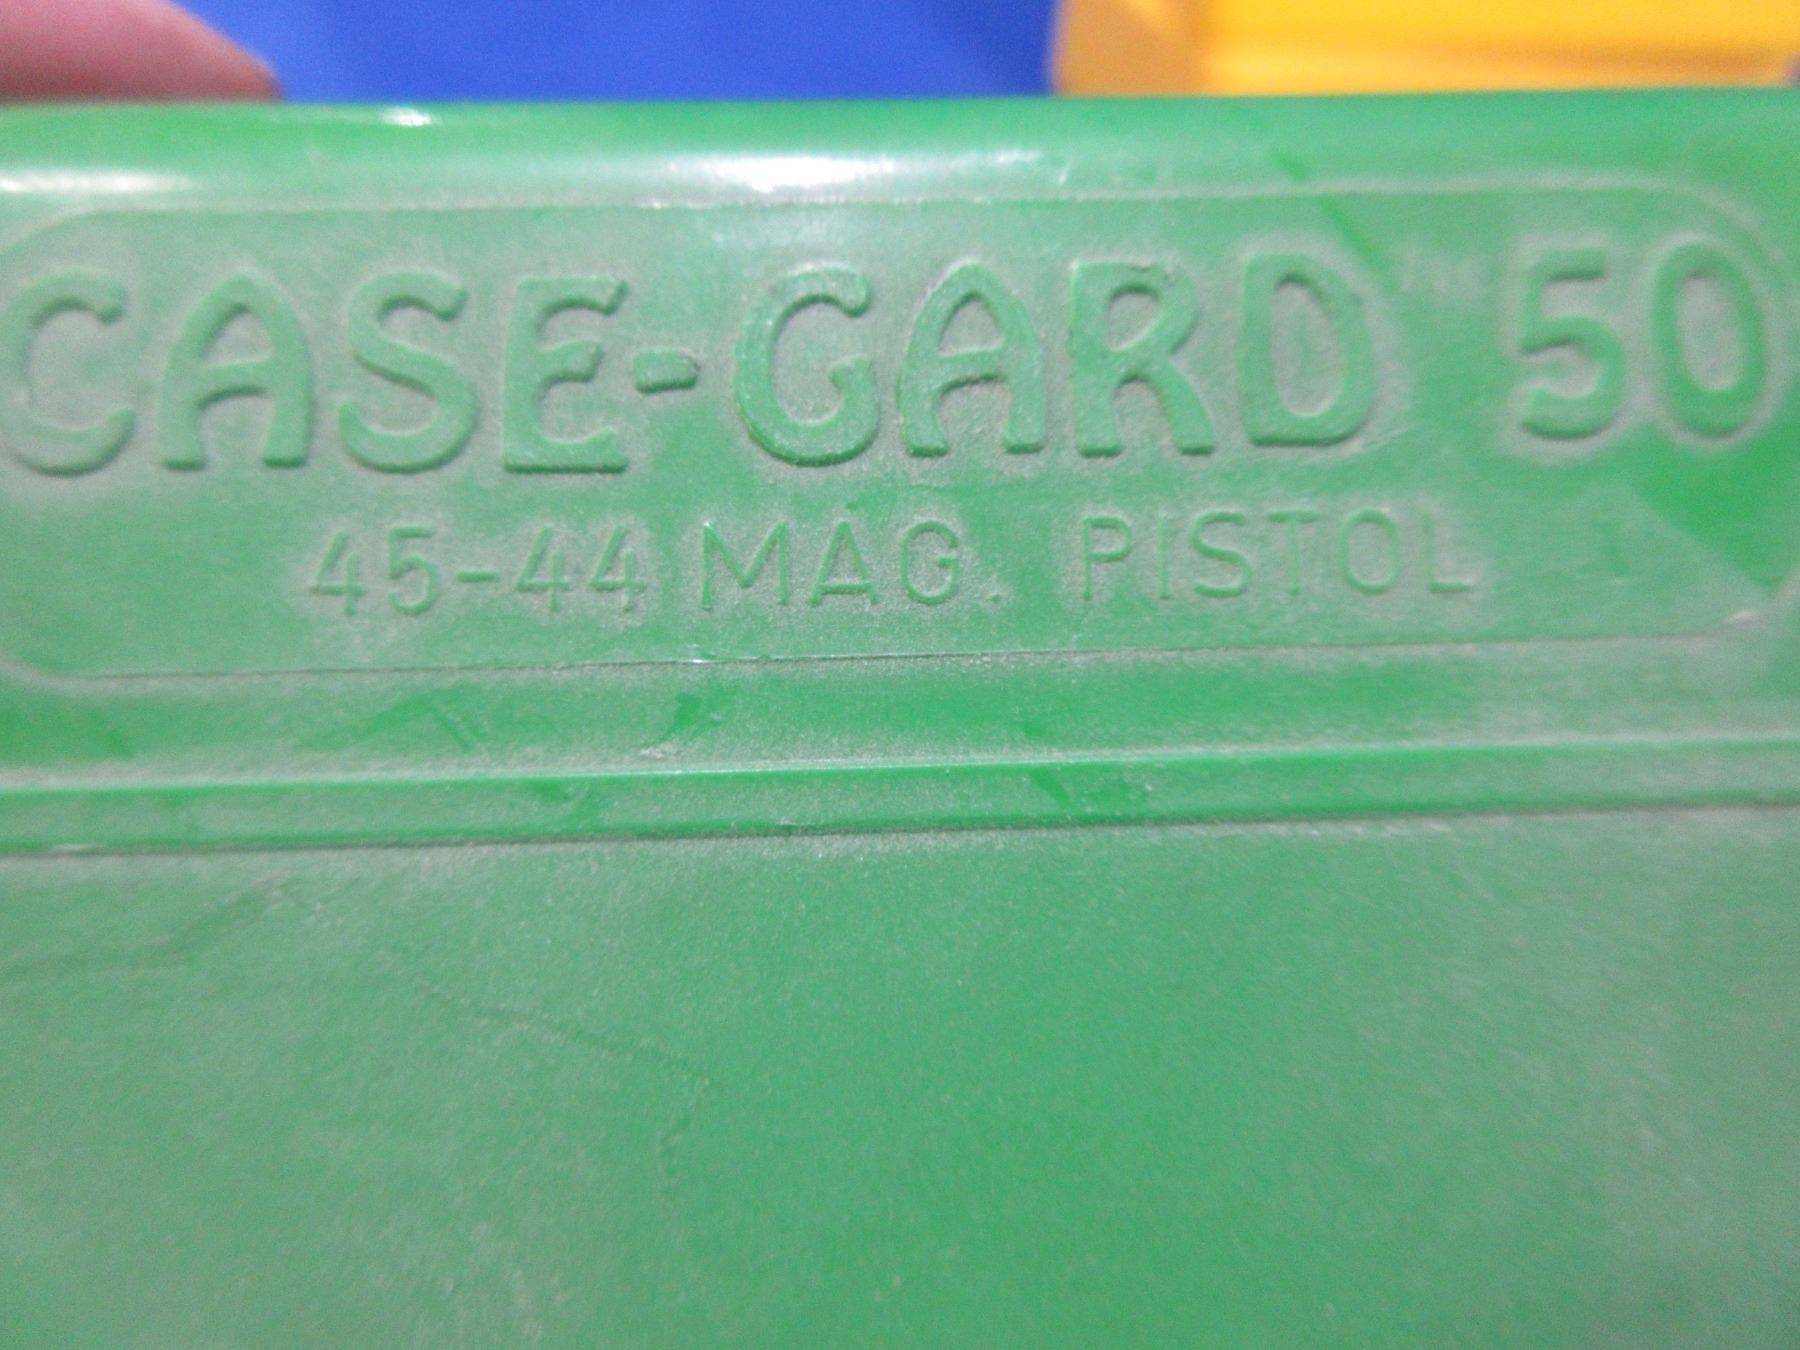 CASE-GARD 50
45-44 MAG. PISTOL